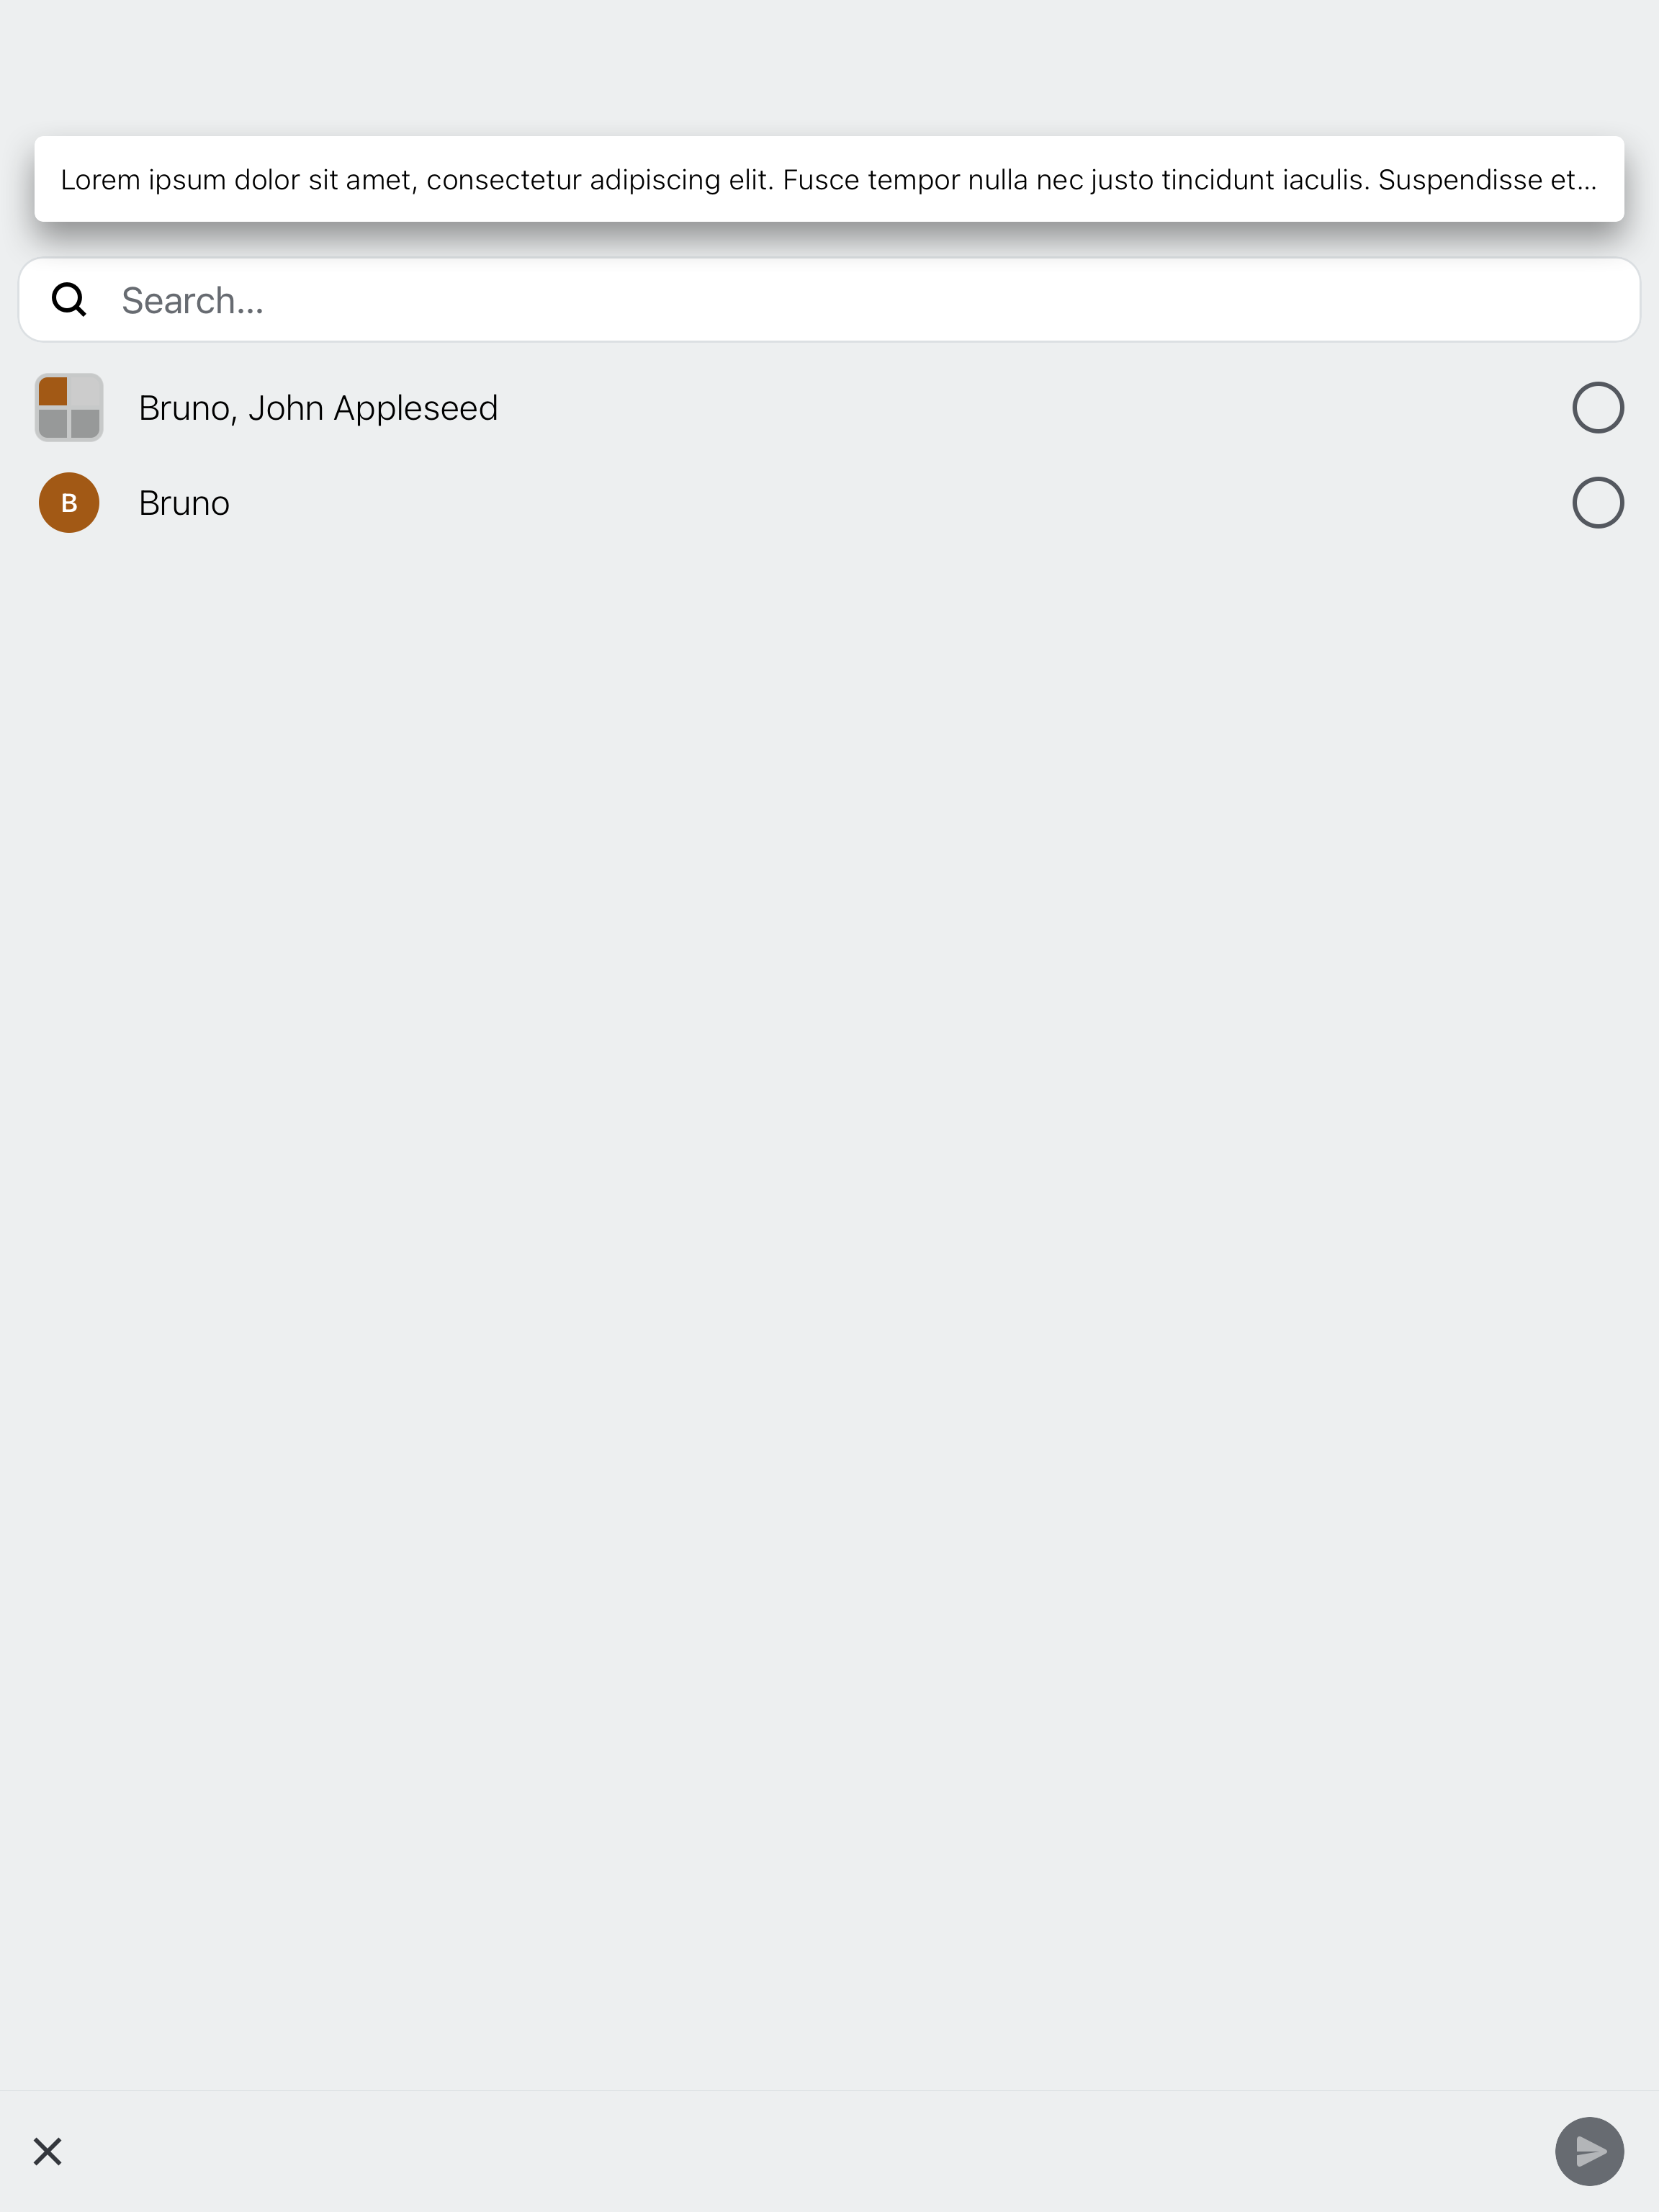 Lorem ipsum dolor sit amet, consectetur adipiscing elit. Fusce tempor nulla nec justo tincidunt iaculis. Suspendisse et...
Search...
Bruno, John Appleseed
B
Bruno